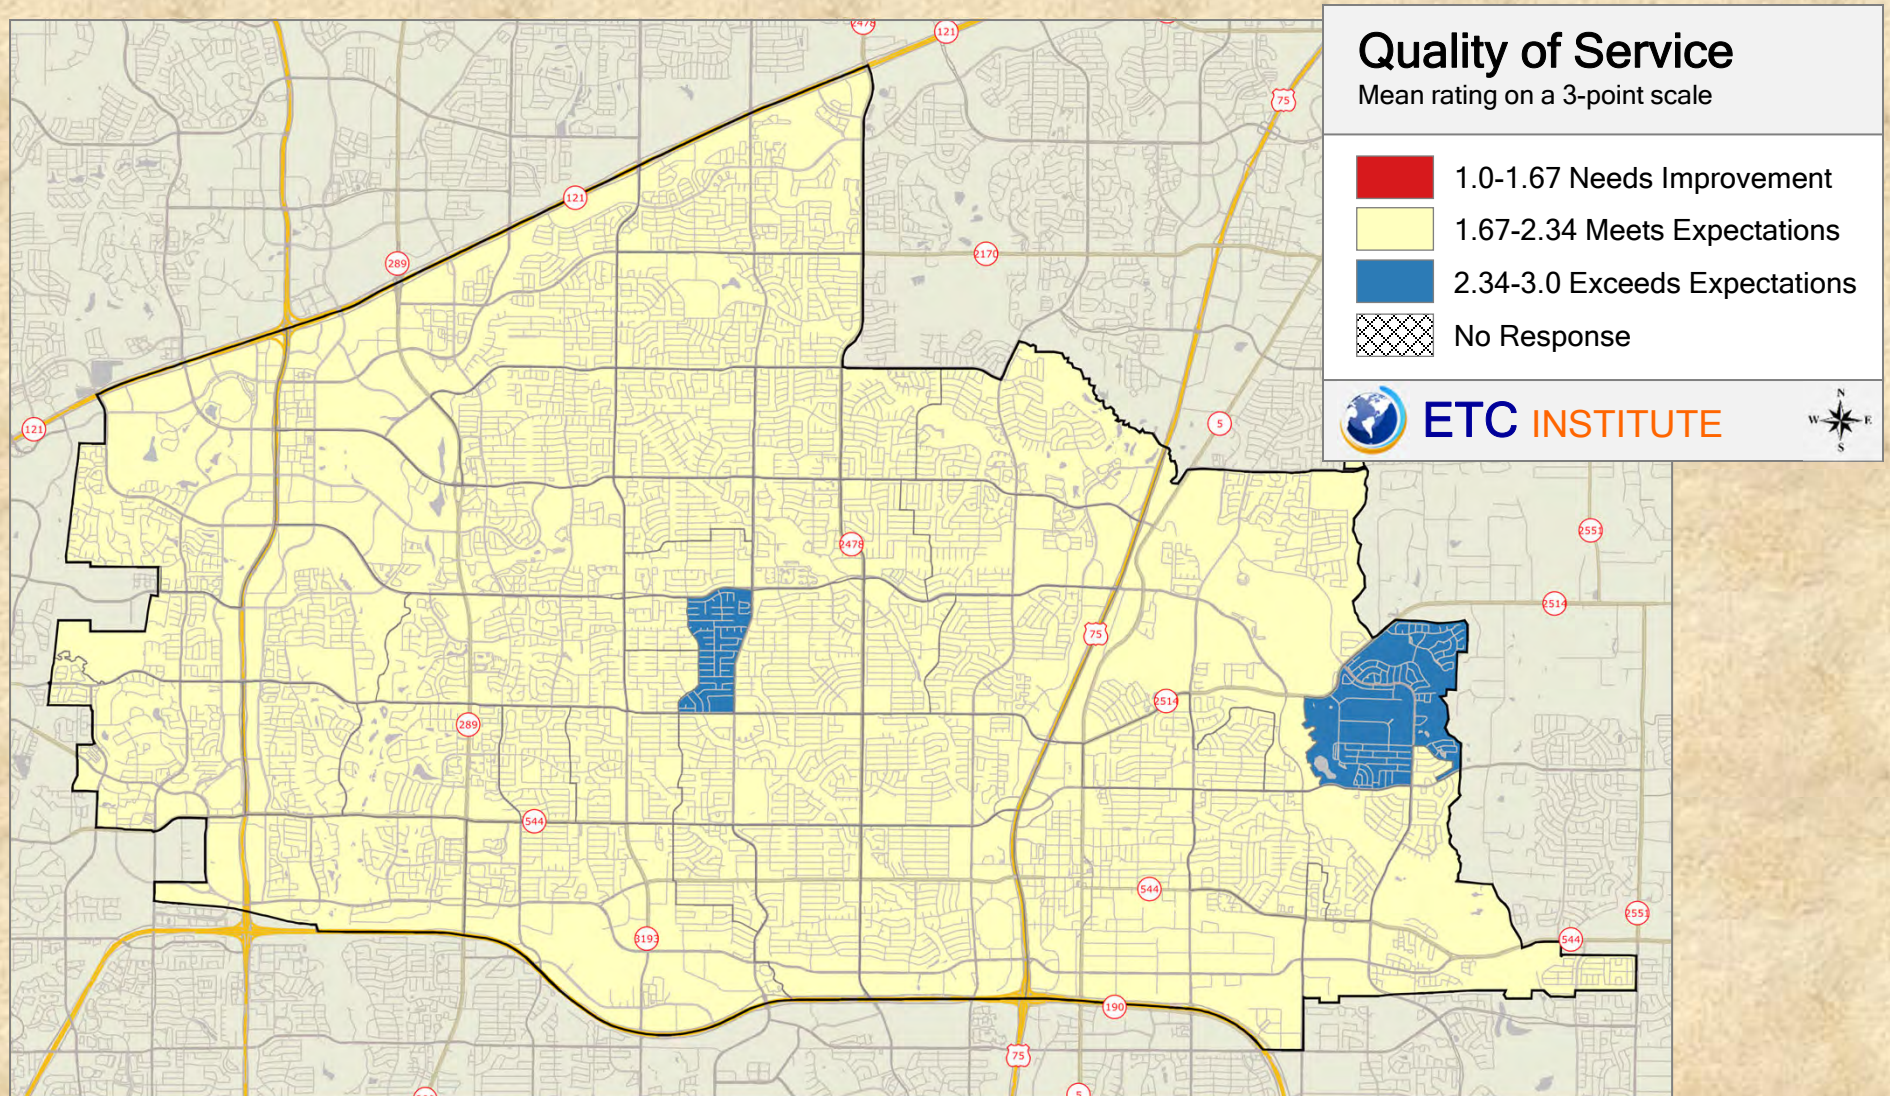 Quality of Service
Mean rating on a 3-point scale
1.0-1.67 Needs Improvement
1.67-2.34 Meets Expectations
2.34-3.0 Exceeds Expectations
No Response
ETC INSTITUTE
N
W E
S
2478
121
75
121
289
2170
121
5
2478
2551
2514
75
2514
289
544
544
3193
2551
544
190
75
5